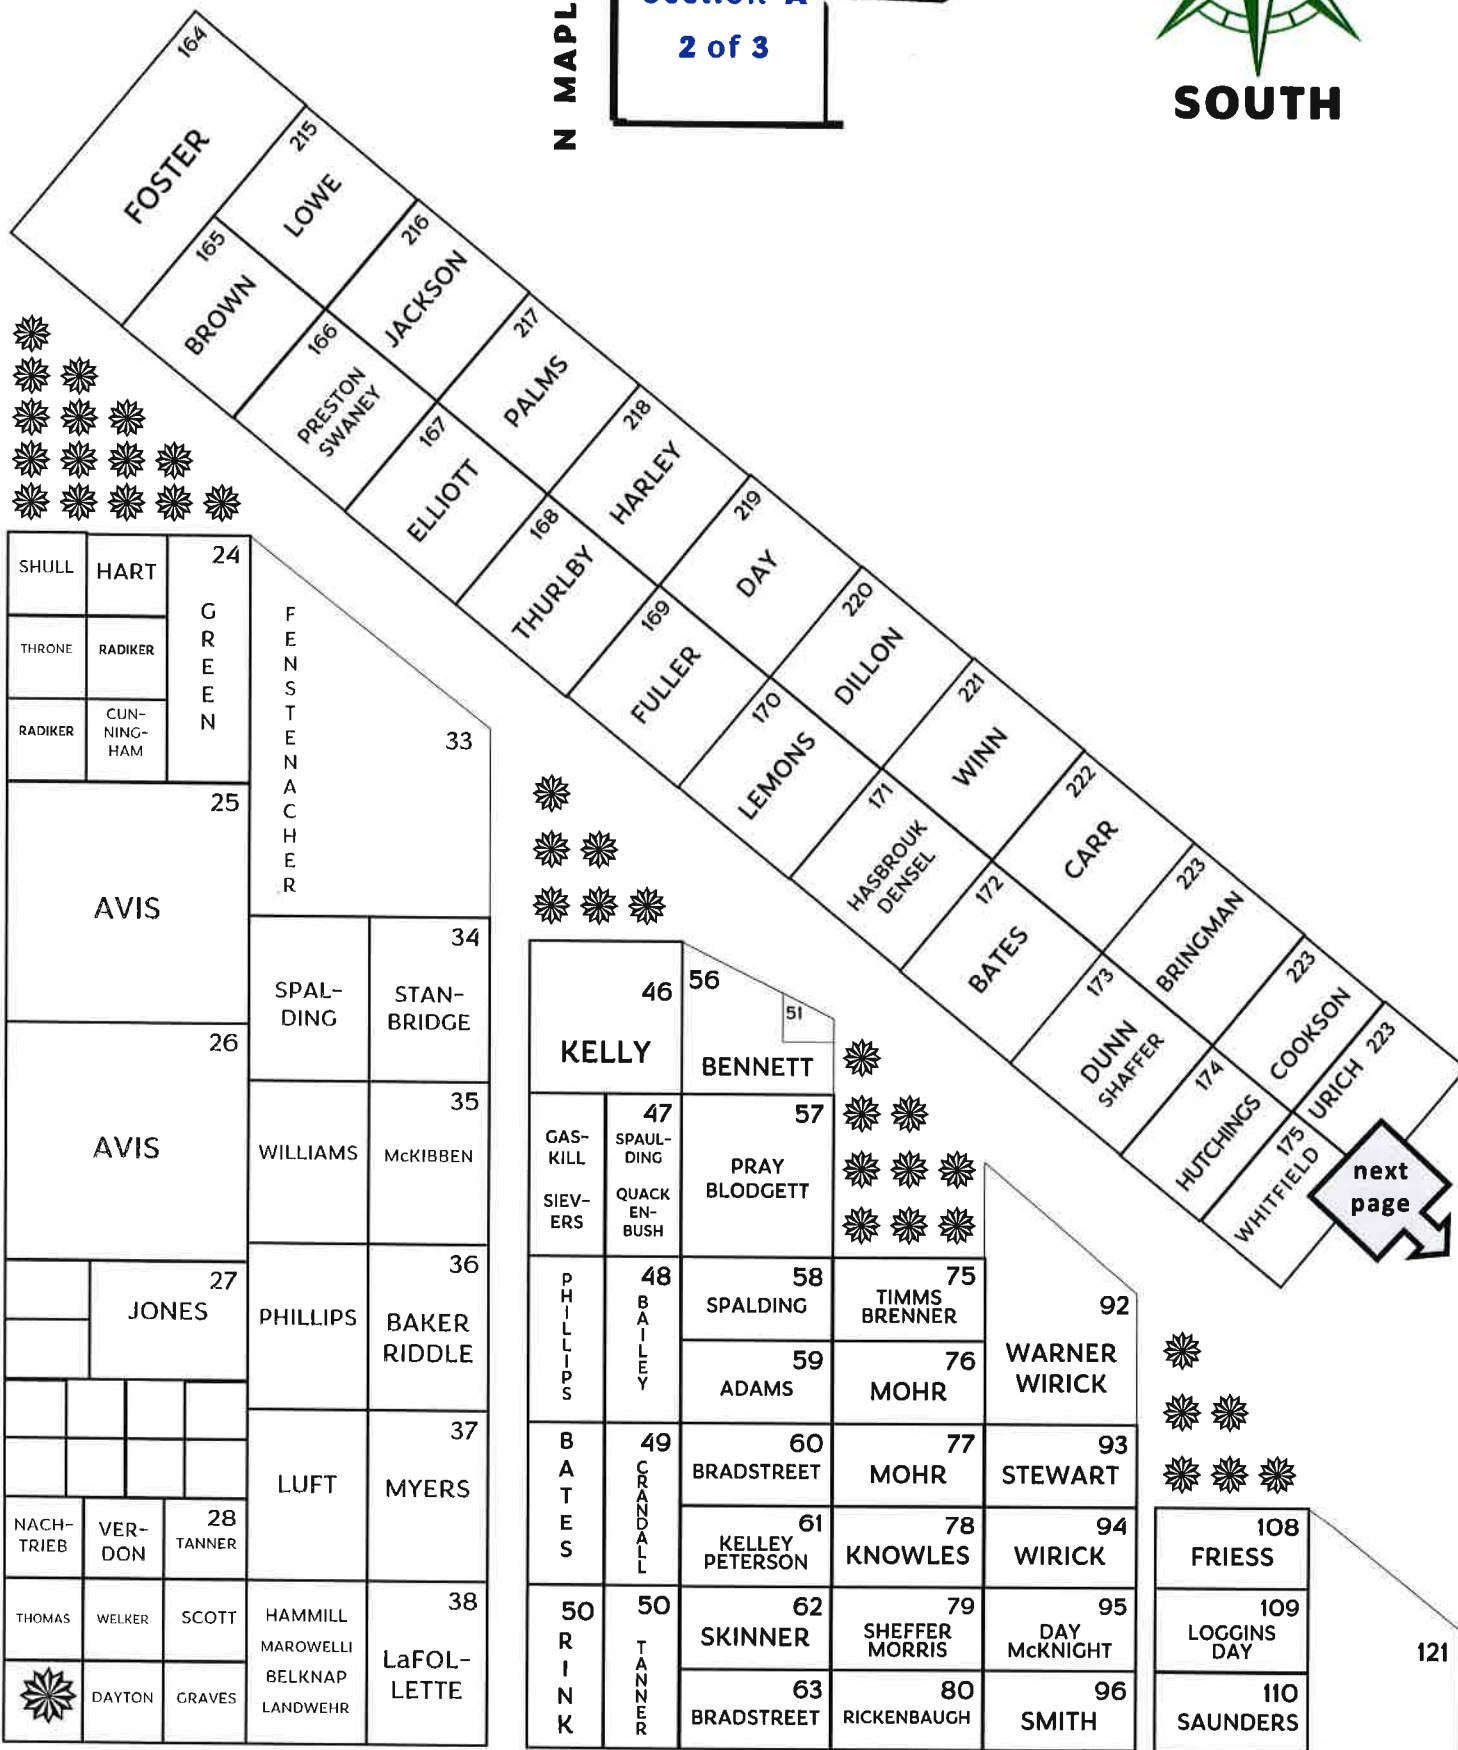 N MAPL
Section A
2 of 3
SOUTH
164
FOSTER
215
LOWE
165
BROWN
216
JACKSON
166
PRESTON
SWANEY
217
PALMS
167
ELLIOTT
218
HARLEY
168
THURLBY
219
DAY
169
FULLER
220
DILLON
170
LEMONS
221
WINN
171
HASBROUK
DENSEL
222
CARR
172
BATES
223
BRINGMAN
173
DUNN
SHAFFER
223
COOKSON
174
HUTCHINGS
223
URICH
175
WHITFIELD
next
page
SHULL
HART
24
GREEN
THRONE
RADIKER
RADIKER
CUN-
NING-
HAM
25
AVIS
26
AVIS
27
JONES
NACH-
TRIEB
VER-
DON
28
TANNER
THOMAS
WELKER
SCOTT
DAYTON
GRAVES
FENSTENACHER
33
SPAL-
DING
34
STAN-
BRIDGE
WILLIAMS
35
McKIBBEN
PHILLIPS
36
BAKER
RIDDLE
LUFT
37
MYERS
HAMMILL
MAROWELLI
BELKNAP
LANDWEHR
38
LaFOL-
LETTE
46
KELLY
56
51
BENNETT
GAS-
KILL
SIEV-
ERS
47
SPAUL-
DING
QUACK
EN-
BUSH
57
PRAY
BLODGETT
PHILLIPS
48
BAILEY
58
SPALDING
75
TIMMS
BRENNER
92
WARNER
WIRICK
59
ADAMS
76
MOHR
BATES
49
CRANDALL
60
BRADSTREET
77
MOHR
93
STEWART
61
KELLEY
PETERSON
78
KNOWLES
94
WIRICK
50
RINK
50
TANNER
62
SKINNER
79
SHEFFER
MORRIS
95
DAY
McKNIGHT
63
BRADSTREET
80
RICKENBAUGH
96
SMITH
108
FRIESS
109
LOGGINS
DAY
110
SAUNDERS
121